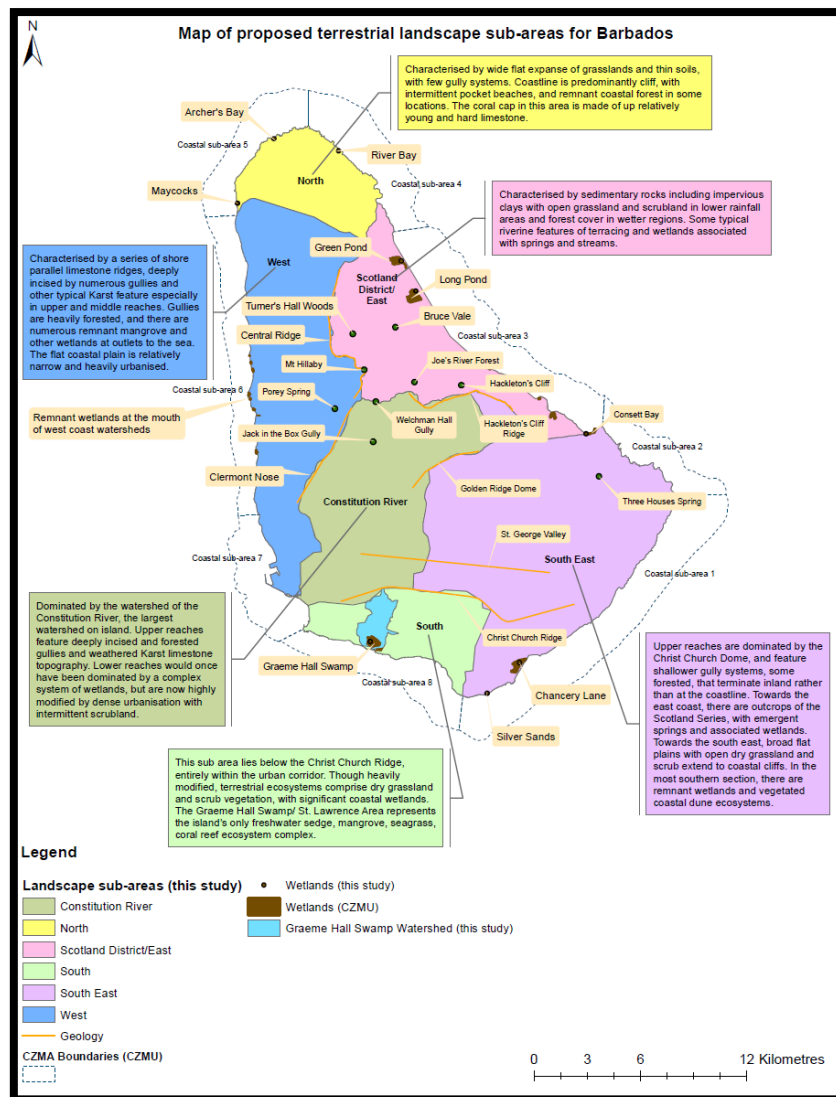 N
Map of proposed terrestrial landscape sub-areas for Barbados
Characterised by wide flat expanse of grasslands and thin soils,
with few gully systems. Coastline is predominantly cliff, with
intermittent pocket beaches, and remnant coastal forest in some
locations. The coral cap in this area is made of up relatively
young and hard limestone.
Archer's Bay
Coastal sub-area 5
River Bay
North
Coastal sub-area 4
Maycocks
Characterised by sedimentary rocks including impervious
clays with open grassland and scrubland in lower rainfall
areas and forest cover in wetter regions. Some typical
riverine features of terracing and wetlands associated
with springs and streams.
Green Pond
West
Characterised by a series of shore
parallel limestone ridges, deeply
incised by numerous gullies and
other typical Karst feature especially
in upper and middle reaches. Gullies
are heavily forested, and there are
numerous remnant mangrove and
other wetlands at outlets to the sea.
The flat coastal plain is relatively
narrow and heavily urbanised.
Scotland
District/
East
Long Pond
Turner's Hall Woods
Bruce Vale
Central Ridge
Coastal sub-area 3
Mt Hillaby
Joe's River Forest
Hackleton's Cliff
Coastal sub-area 6
Porey Spring
Remnant wetlands at the mouth
of west coast watersheds
Welchman Hall
Gully
Hackleton's Cliff
Ridge
Consett Bay
Jack in the Box Gully
Coastal sub-area 2
Clermont Nose
Golden Ridge Dome
Three Houses Spring
Constitution River
St. George Valley
South East
Coastal sub-area 7
Coastal sub-area 1
Dominated by the watershed of the
Constitution River, the largest
watershed on island. Upper reaches
feature deeply incised and forested
gullies and weathered Karst limestone
topography. Lower reaches would once
have been dominated by a complex
system of wetlands, but are now highly
modified by dense urbanisation with
intermittent scrubland.
South
Christ Church Ridge
Graeme Hall Swamp
Coastal sub-area 8
Chancery Lane
Silver Sands
Upper reaches are dominated by the
Christ Church Dome, and feature
shallower gully systems, some
forested, that terminate inland rather
than at the coastline. Towards the
east coast, there are outcrops of the
Scotland Series, with emergent
springs and associated wetlands.
Towards the south east, broad flat
plains with open dry grassland and
scrub extend to coastal cliffs. In the
most southern section, there are
remnant wetlands and vegetated
coastal dune ecosystems.
This sub area lies below the Christ Church Ridge,
entirely within the urban corridor. Though heavily
modified, terrestrial ecosystems comprise dry grassland
and scrub vegetation, with significant coastal wetlands.
The Graeme Hall Swamp/ St. Lawrence Area represents
the island's only freshwater sedge, mangrove, seagrass,
coral reef ecosystem complex.
Legend
Landscape sub-areas (this study)
Constitution River
North
Scotland District/East
South
South East
West
Geology
CZMA Boundaries (CZMU)
Wetlands (this study)
Wetlands (CZMU)
Graeme Hall Swamp Watershed (this study)
0 3 6 12 Kilometres